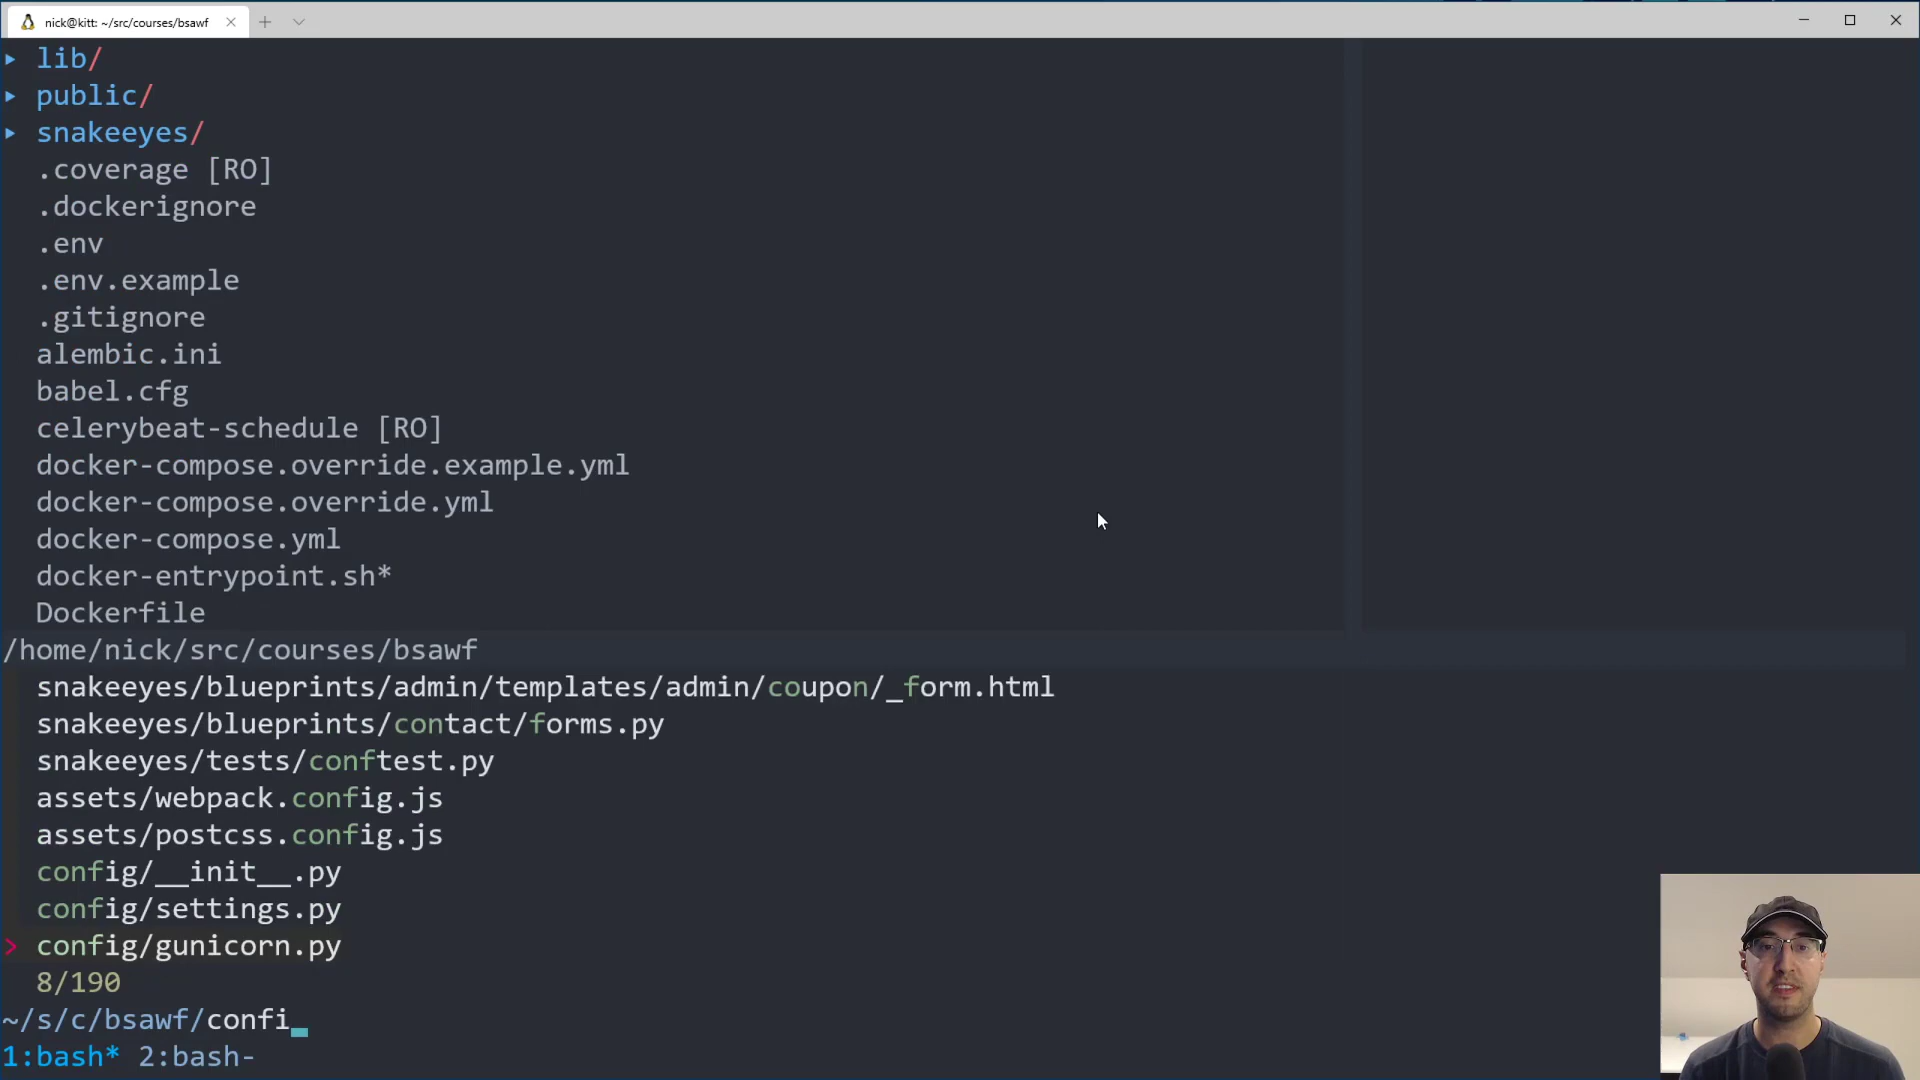 nick@kitt: ~/src/courses/bsawf
▸ lib/
▸ public/
▸ snakeeyes/
.coverage [RO]
.dockerignore
.env
.env.example
.gitignore
alembic.ini
babel.cfg
celerybeat-schedule [RO]
docker-compose.override.example.yml
docker-compose.override.yml
docker-compose.yml
docker-entrypoint.sh*
Dockerfile
/home/nick/src/courses/bsawf
snakeeyes/blueprints/admin/templates/admin/coupon/_form.html
snakeeyes/blueprints/contact/forms.py
snakeeyes/tests/conftest.py
assets/webpack.config.js
assets/postcss.config.js
config/__init__.py
config/settings.py
> config/gunicorn.py
8/190
~/s/c/bsawf/confi
1:bash* 2:bash-